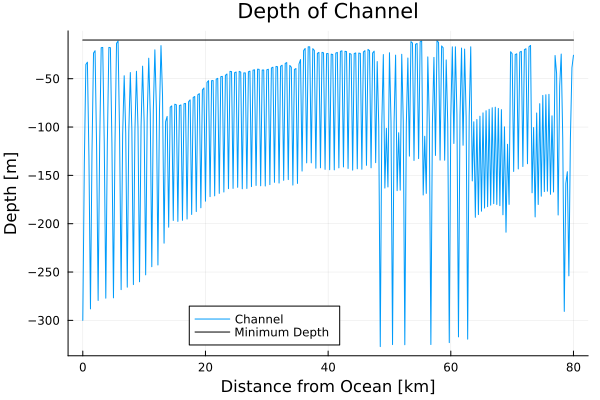 Depth of Channel
Depth [m]
−50
−100
−150
−200
−250
−300
Channel
Minimum Depth
0
20
40
60
80
Distance from Ocean [km]